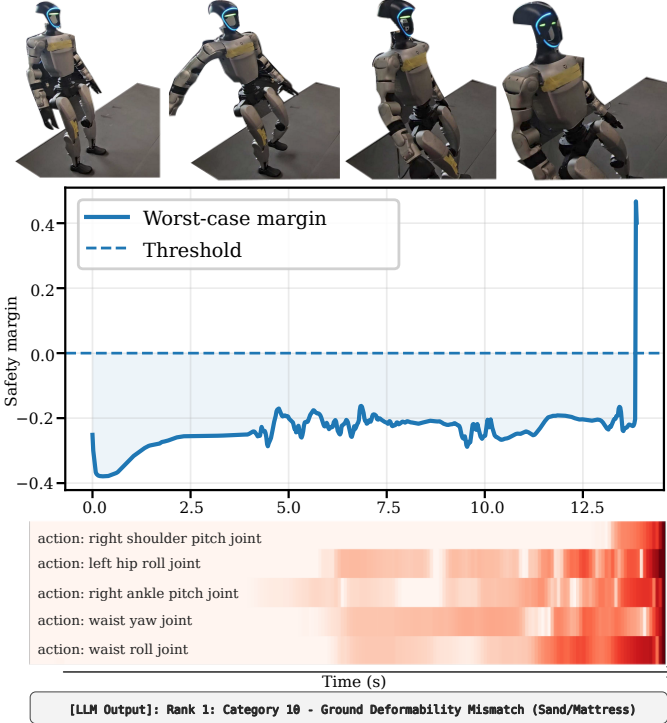 Worst-case margin
Threshold
Safety margin
0.4
0.2
0.0
−0.2
−0.4
0.0 2.5 5.0 7.5 10.0 12.5
action: right shoulder pitch joint
action: left hip roll joint
action: right ankle pitch joint
action: waist yaw joint
action: waist roll joint
Time (s)
[LLM Output]: Rank 1: Category 10 - Ground Deformability Mismatch (Sand/Mattress)